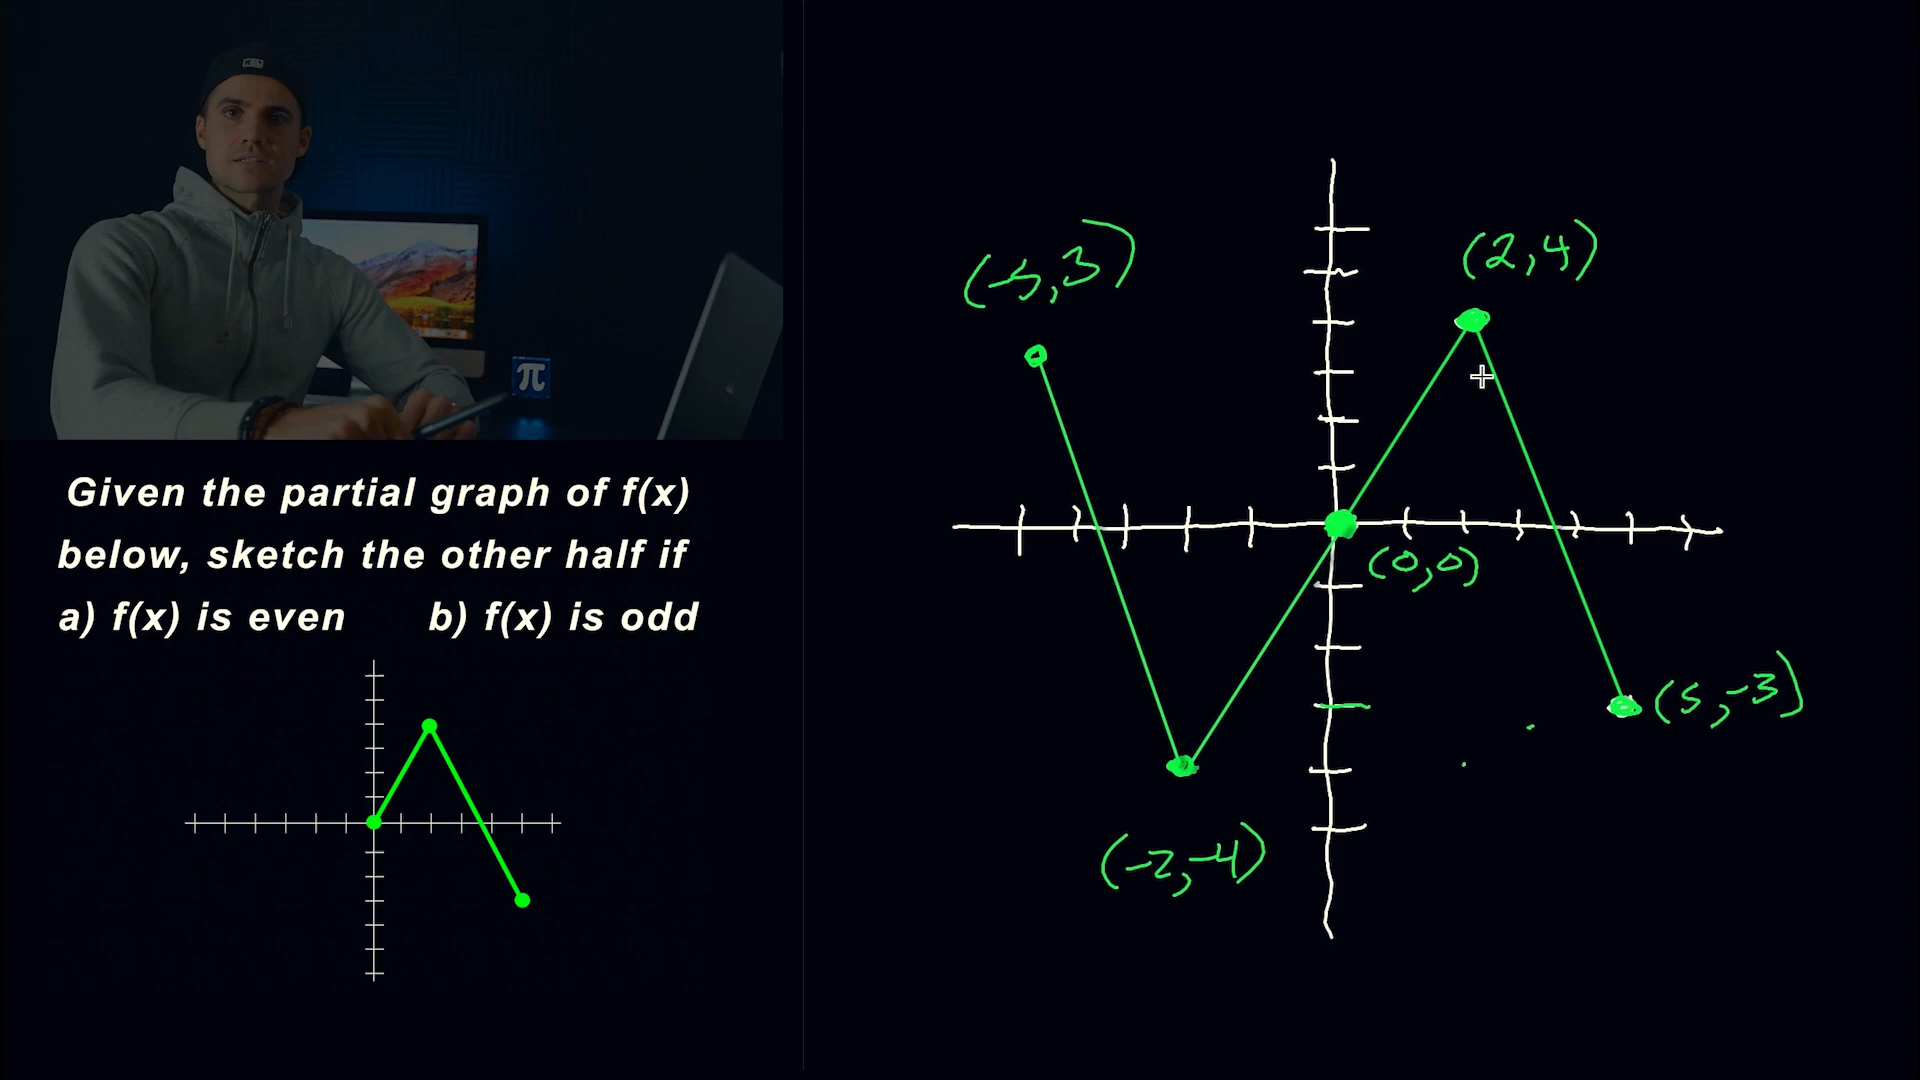 π
Given the partial graph of f(x)
below, sketch the other half if
a) f(x) is even b) f(x) is odd
(-5,3)
(2,4)
(0,0)
(5,-3)
(-2,-4)